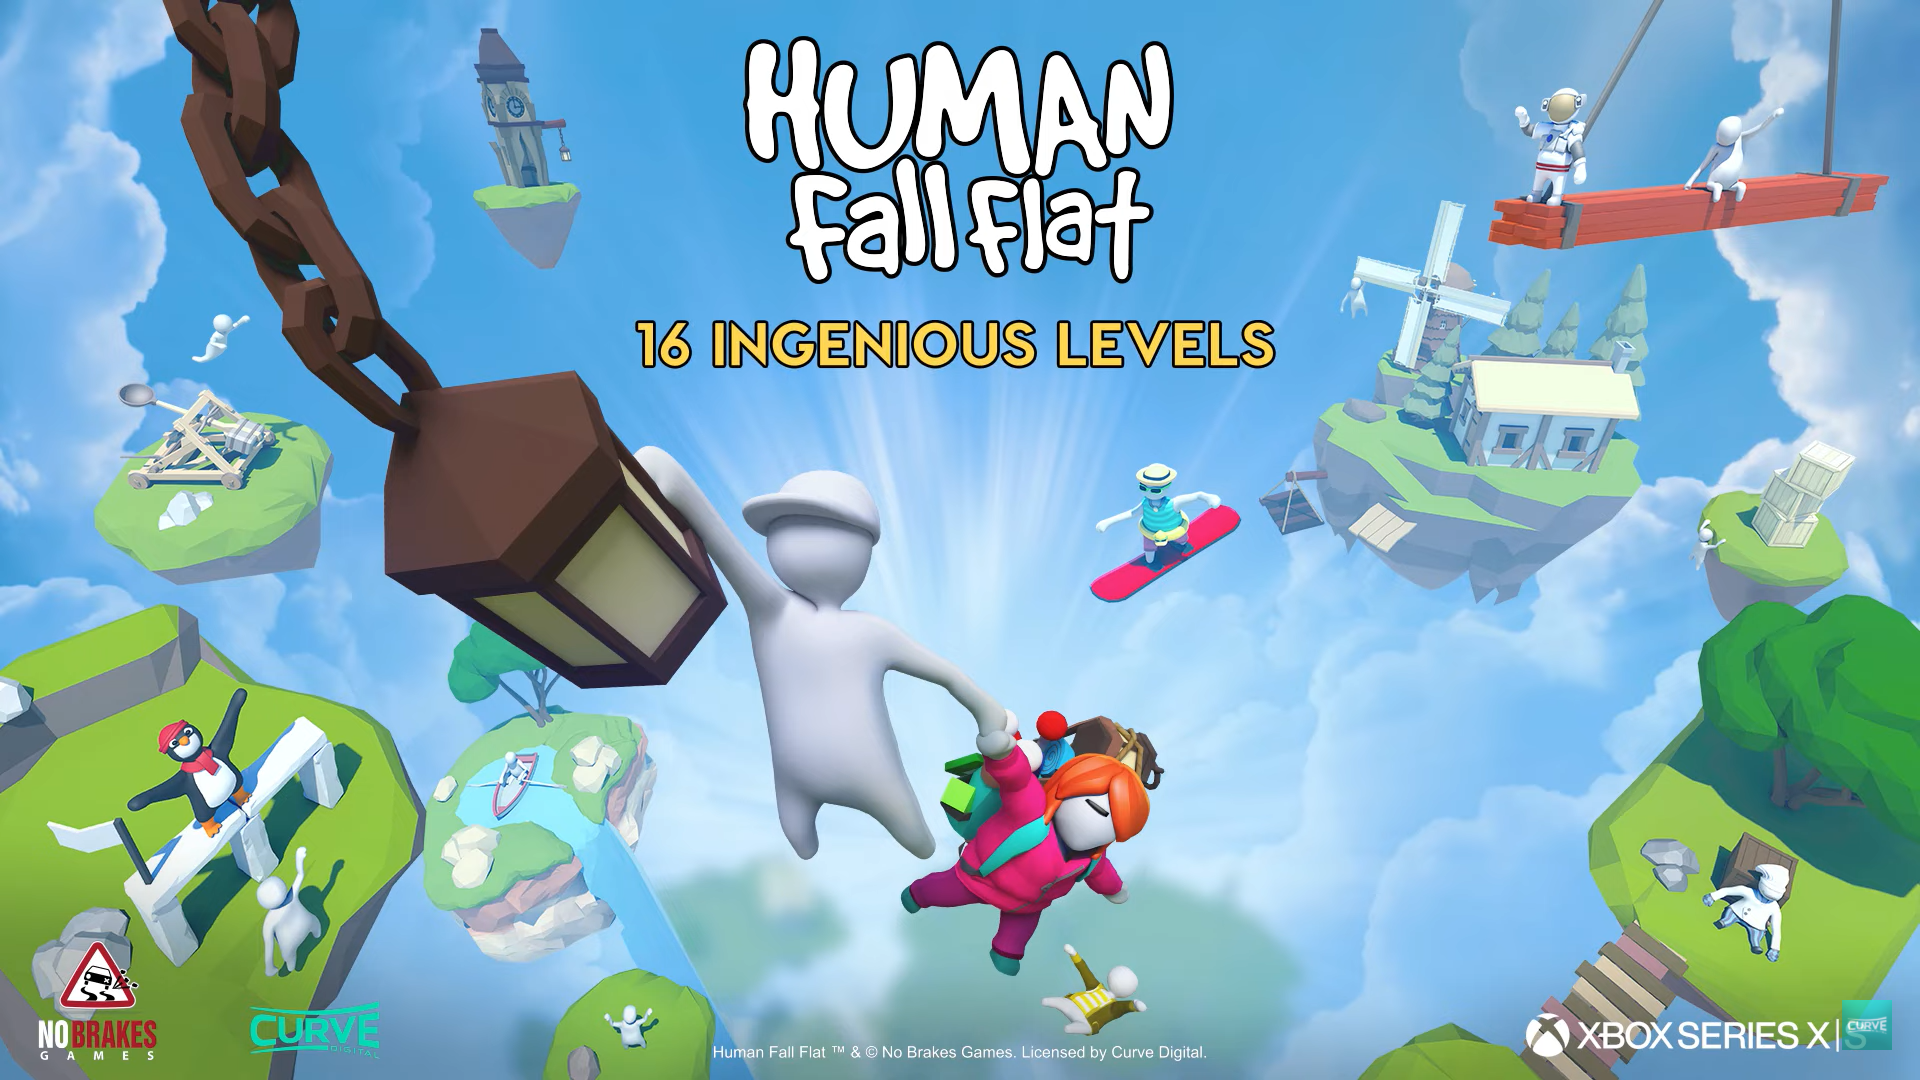 HUMAN
fall flat
16 INGENIOUS LEVELS
NO BRAKES
GAMES
CURVE
DIGITAL
Human Fall Flat ™ & © No Brakes Games. Licensed by Curve Digital.
XBOX SERIES X|S
CURVE